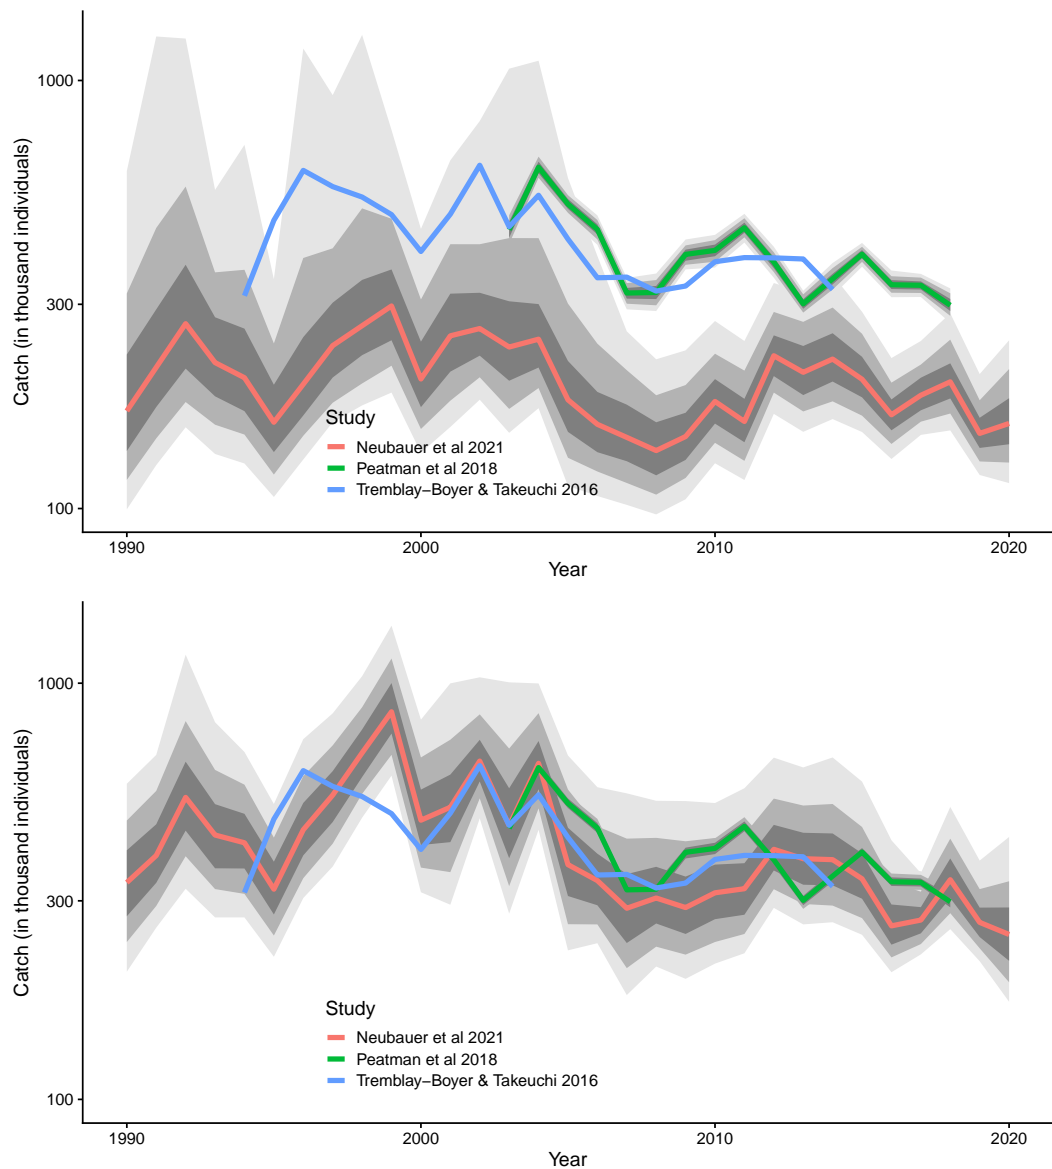 Catch (in thousand individuals)
1000
300
100
Study
Neubauer et al 2021
Peatman et al 2018
Tremblay−Boyer & Takeuchi 2016
1990
2000
2010
2020
Year
Catch (in thousand individuals)
1000
300
100
Study
Neubauer et al 2021
Peatman et al 2018
Tremblay−Boyer & Takeuchi 2016
1990
2000
2010
2020
Year